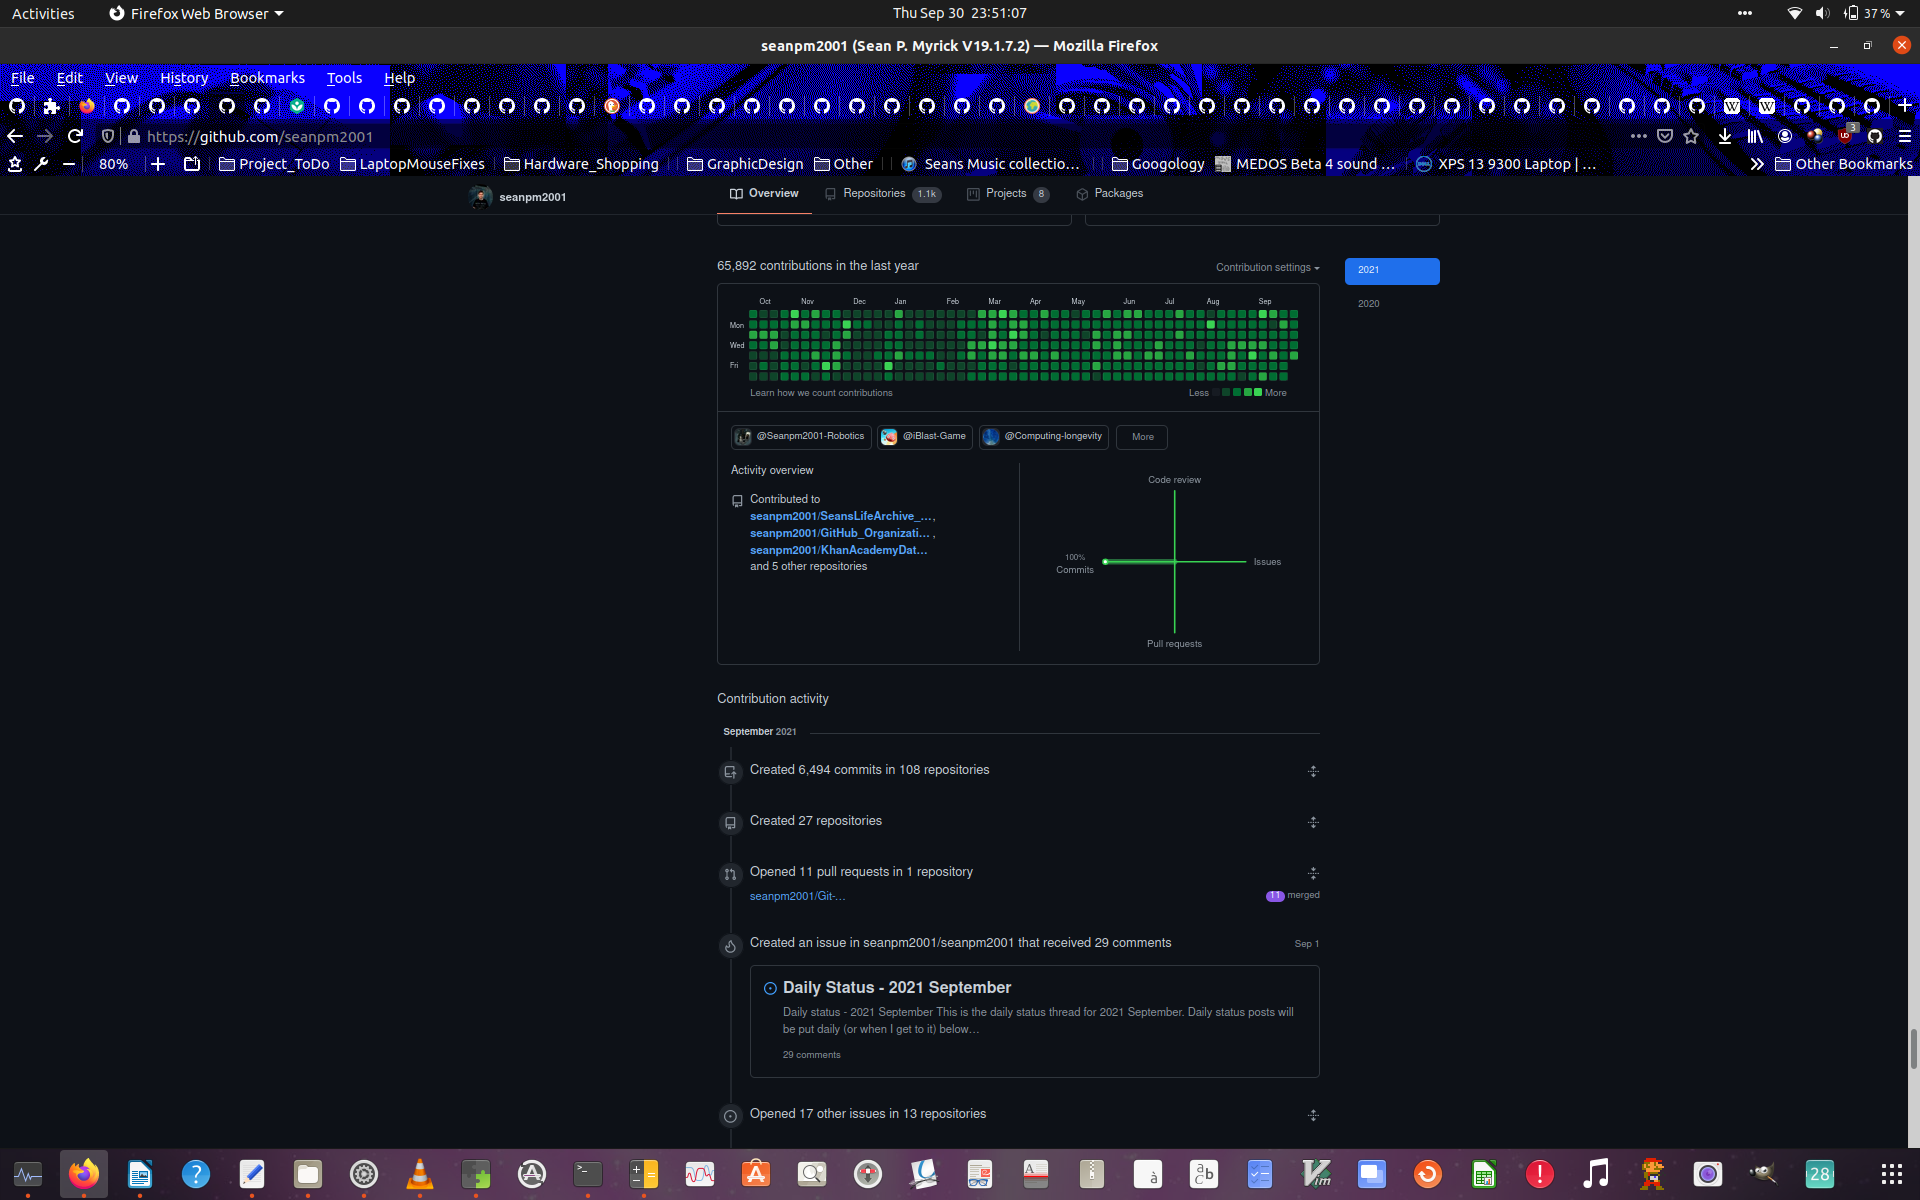 Activities Firefox Web Browser Thu Sep 30 23:51:07 37 %
seanpm2001 (Sean P. Myrick V19.1.7.2) — Mozilla Firefox
File Edit View History Bookmarks Tools Help
https://github.com/seanpm2001 3
80% Project_ToDo LaptopMouseFixes Hardware_Shopping GraphicDesign Other Seans Music collectio… Googology MEDOS Beta 4 sound … XPS 13 9300 Laptop | … Other Bookmarks
seanpm2001 Overview Repositories 1.1k Projects 8 Packages
65,892 contributions in the last year Contribution settings 2021
2020
Oct Nov Dec Jan Feb Mar Apr May Jun Jul Aug Sep
Mon
Wed
Fri
Learn how we count contributions Less More
@Seanpm2001-Robotics @iBlast-Game @Computing-longevity More
Activity overview
Contributed to
seanpm2001/SeansLifeArchive_…,
seanpm2001/GitHub_Organizati… ,
seanpm2001/KhanAcademyDat…
and 5 other repositories
Code review
100%
Commits
Issues
Pull requests
Contribution activity
September 2021
Created 6,494 commits in 108 repositories
Created 27 repositories
Opened 11 pull requests in 1 repository
seanpm2001/Git-… 11 merged
Created an issue in seanpm2001/seanpm2001 that received 29 comments Sep 1
Daily Status - 2021 September
Daily status - 2021 September This is the daily status thread for 2021 September. Daily status posts will
be put daily (or when I get to it) below…
29 comments
Opened 17 other issues in 13 repositories
28